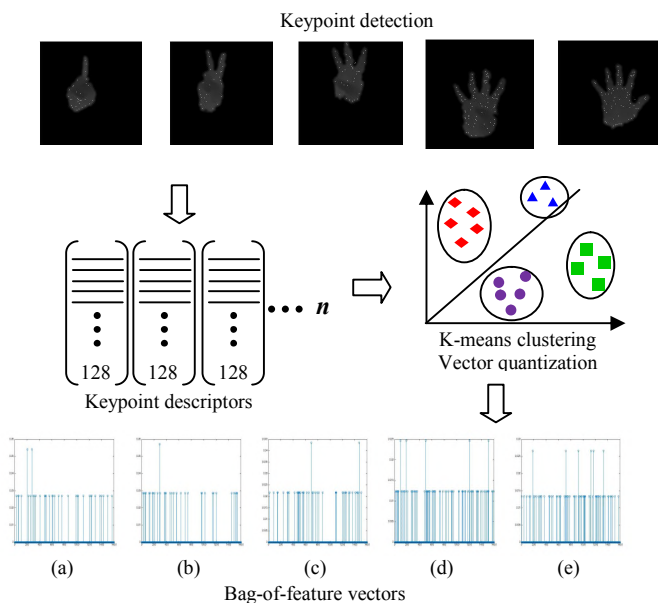 Keypoint detection
n
128 128 128
Keypoint descriptors
K-means clustering
Vector quantization
(a) (b) (c) (d) (e)
Bag-of-feature vectors